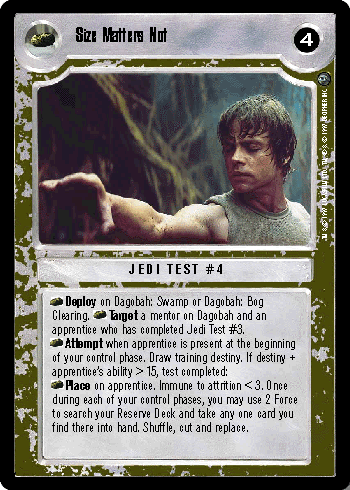 Size Matters Not
4
TM & © 1997 LUCASFILM LTD.
JEDI TEST #4
Deploy on Dagobah: Swamp or Dagobah: Bog
Clearing. Target a mentor on Dagobah and an
apprentice who has completed Jedi Test #3.
Attempt when apprentice is present at the beginning
of your control phase. Draw training destiny. If destiny +
apprentice's ability > 15, test completed:
Place on apprentice. Immune to attrition < 3. Once
during each of your control phases, you may use 2 Force
to search your Reserve Deck and take any one card you
find there into hand. Shuffle, cut and replace.